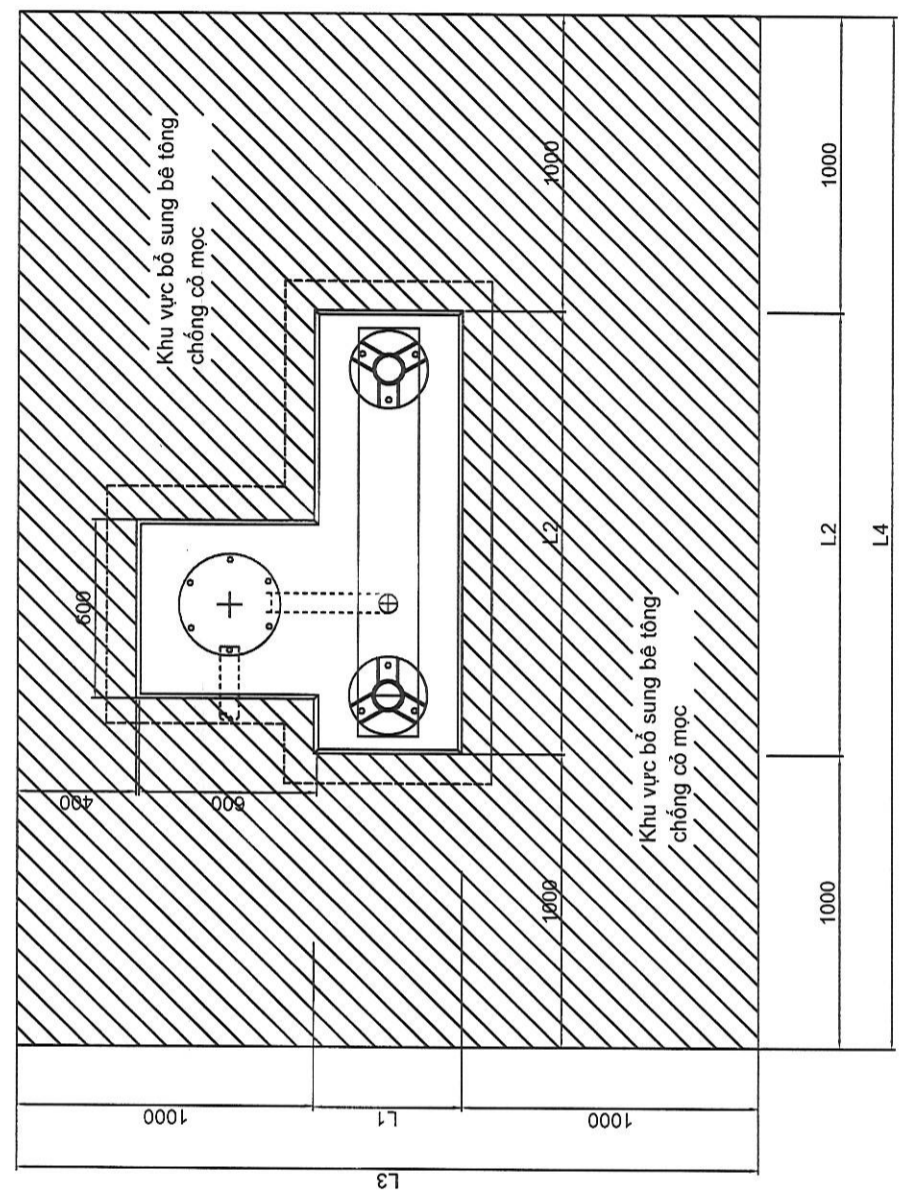 Khu vực bổ sung bê tông
chống cỏ mọc
1000
1000
600
L2
L2
L4
400
600
Khu vực bổ sung bê tông
chống cỏ mọc
1000
1000
1000
L1
1000
L3